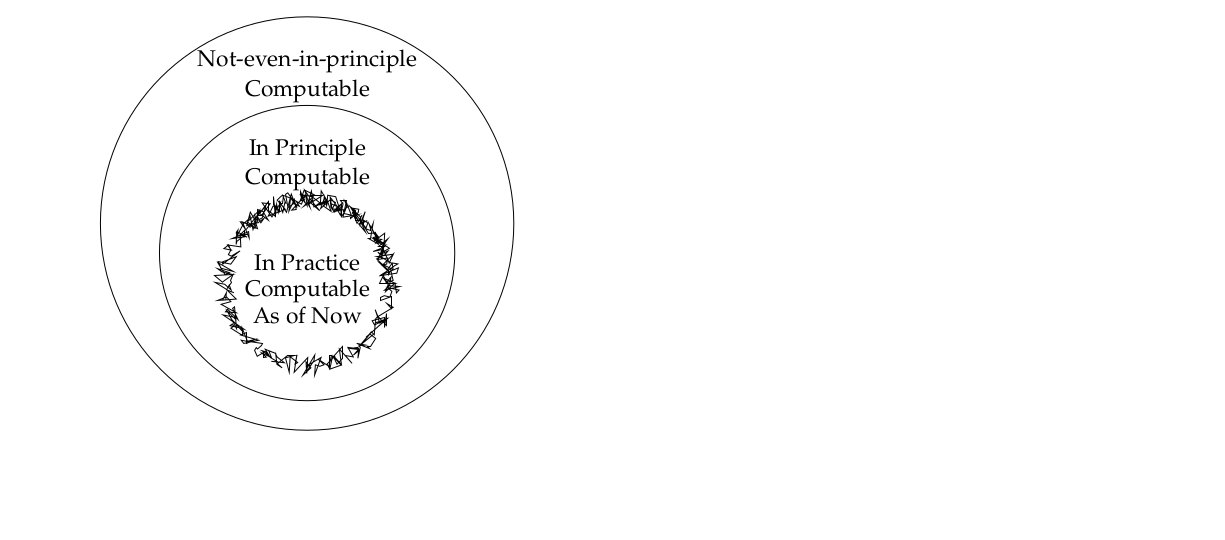 Not-even-in-principle
Computable
In Principle
Computable
In Practice
Computable
As of Now